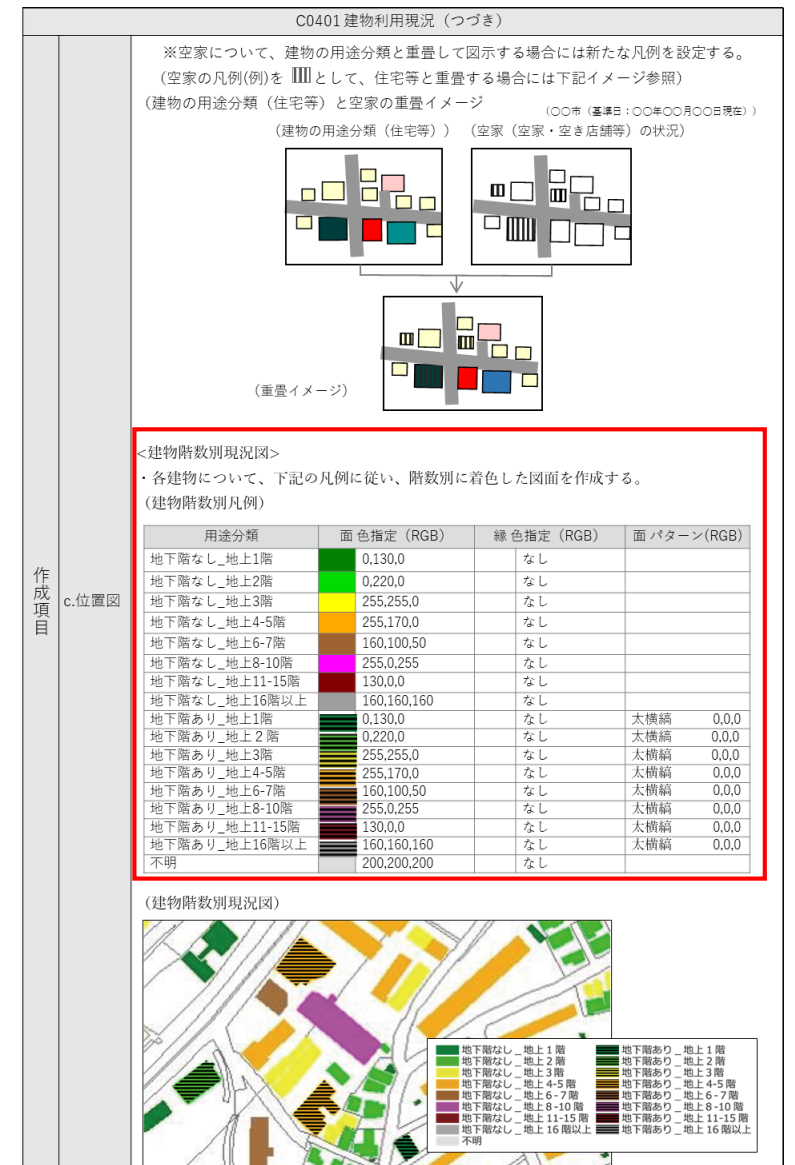 C0401 建物利用現況（つづき）
※空家について、建物の用途分類と重畳して図示する場合には新たな凡例を設定する。
（空家の凡例(例)を として、住宅等と重畳する場合には下記イメージ参照）
（建物の用途分類（住宅等）と空家の重畳イメージ
（〇〇市（基準日：〇〇年〇〇月〇〇日現在））
（建物の用途分類（住宅等））　（空家（空家・空き店舗等）の状況）
（重畳イメージ）
作成項目
c.位置図
<建物階数別現況図>
・各建物について、下記の凡例に従い、階数別に着色した図面を作成する。
（建物階数別凡例）
用途分類 面 色指定（RGB） 縁 色指定（RGB） 面 パターン(RGB)
地下階なし_地上1階 0,130,0 なし
地下階なし_地上2階 0,220,0 なし
地下階なし_地上3階 255,255,0 なし
地下階なし_地上4-5階 255,170,0 なし
地下階なし_地上6-7階 160,100,50 なし
地下階なし_地上8-10階 255,0,255 なし
地下階なし_地上11-15階 130,0,0 なし
地下階なし_地上16階以上 160,160,160 なし
地下階あり_地上1階 0,130,0 なし 太横縞 0,0,0
地下階あり_地上２階 0,220,0 なし 太横縞 0,0,0
地下階あり_地上3階 255,255,0 なし 太横縞 0,0,0
地下階あり_地上4-5階 255,170,0 なし 太横縞 0,0,0
地下階あり_地上6-7階 160,100,50 なし 太横縞 0,0,0
地下階あり_地上8-10階 255,0,255 なし 太横縞 0,0,0
地下階あり_地上11-15階 130,0,0 なし 太横縞 0,0,0
地下階あり_地上16階以上 160,160,160 なし 太横縞 0,0,0
不明 200,200,200 なし
（建物階数別現況図）
地下階なし_地上 1 階 地下階あり_地上 1 階
地下階なし_地上 2 階 地下階あり_地上 2 階
地下階なし_地上 3 階 地下階あり_地上 3 階
地下階なし_地上 4-5 階 地下階あり_地上 4-5 階
地下階なし_地上 6-7 階 地下階あり_地上 6-7 階
地下階なし_地上 8-10 階 地下階あり_地上 8-10 階
地下階なし_地上 11-15 階 地下階あり_地上 11-15 階
地下階なし_地上 16 階以上 地下階あり_地上 16 階以上
不明